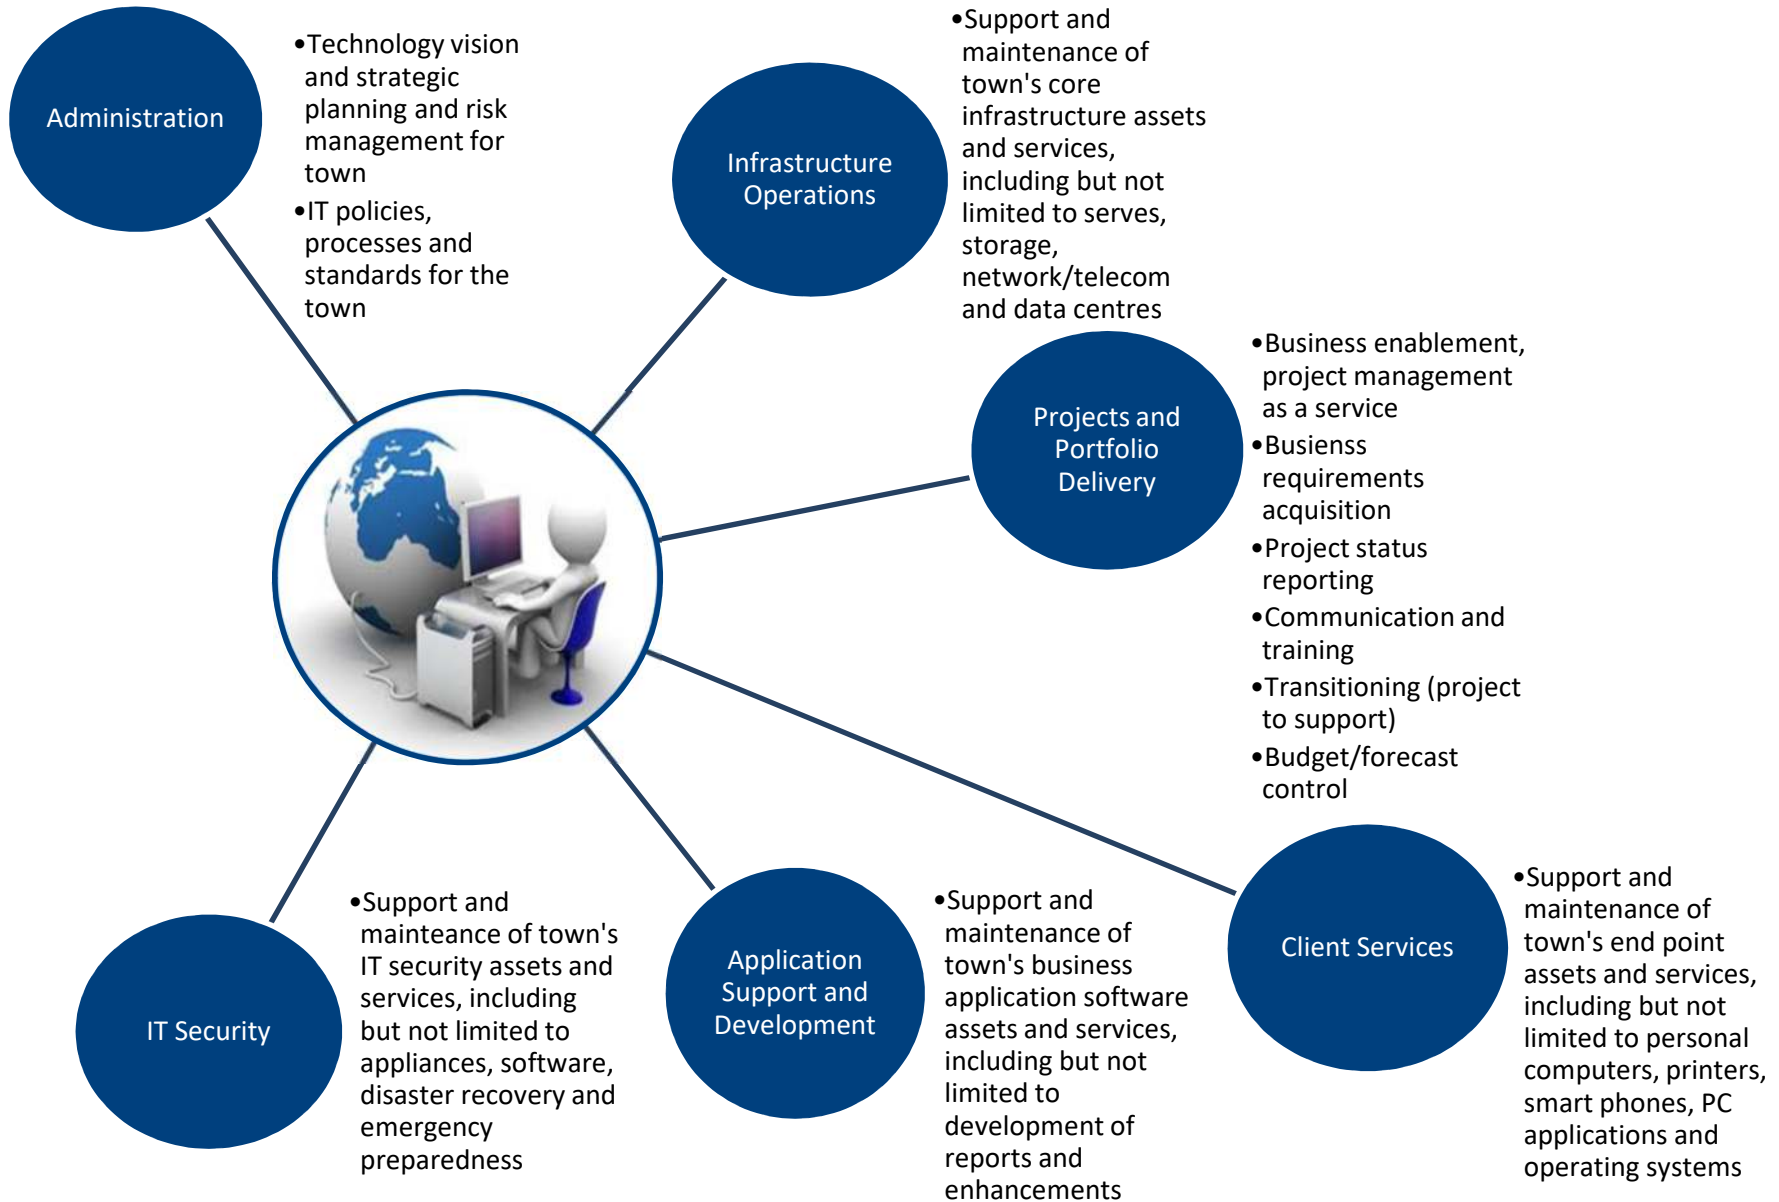 Administration
•Technology vision
and strategic
planning and risk
management for
town
•IT policies,
processes and
standards for the
town
Infrastructure
Operations
•Support and
maintenance of
town's core
infrastructure assets
and services,
including but not
limited to serves,
storage,
network/telecom
and data centres
Projects and
Portfolio
Delivery
•Business enablement,
project management
as a service
•Busienss
requirements
acquisition
•Project status
reporting
•Communication and
training
•Transitioning (project
to support)
•Budget/forecast
control
Client Services
•Support and
maintenance of
town's end point
assets and services,
including but not
limited to personal
computers, printers,
smart phones, PC
applications and
operating systems
Application
Support and
Development
•Support and
maintenance of
town's business
application software
assets and services,
including but not
limited to
development of
reports and
enhancements
IT Security
•Support and
mainteance of town's
IT security assets and
services, including
but not limited to
appliances, software,
disaster recovery and
emergency
preparedness